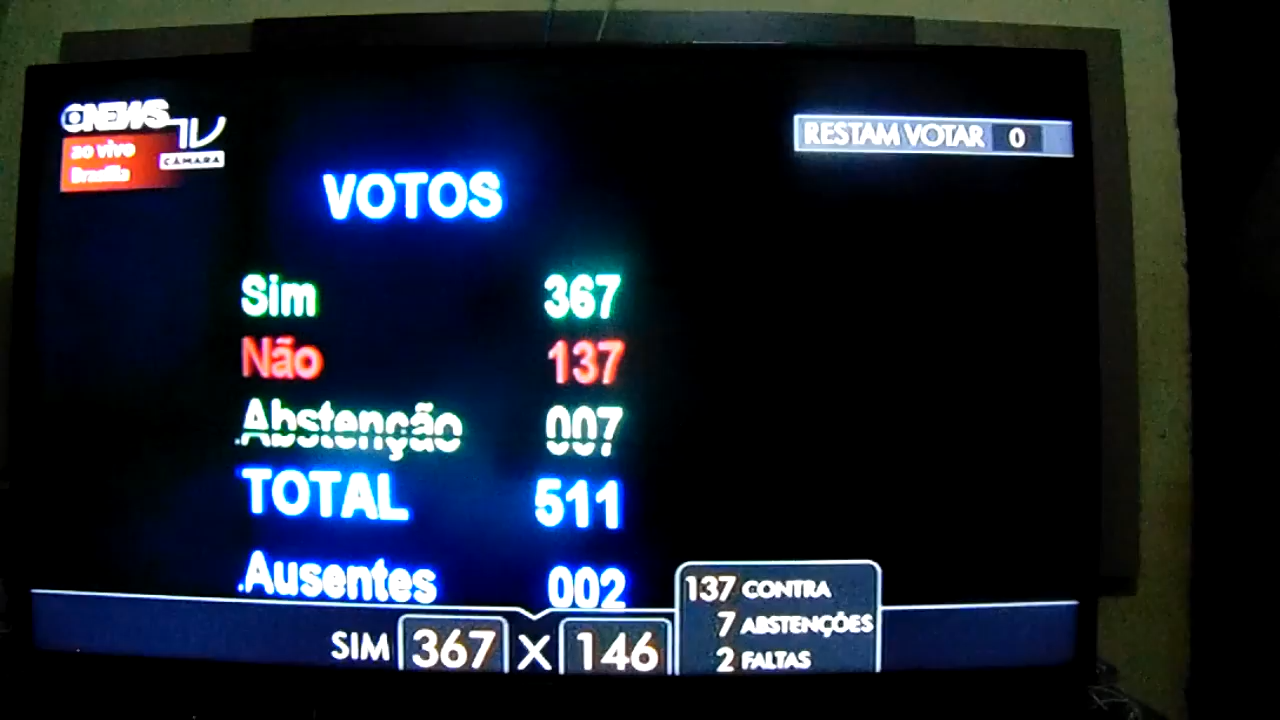 GNEWS
TV
CÂMARA
ao vivo
Brasília
RESTAM VOTAR 0
VOTOS
Sim 367
Não 137
Abstenção 007
TOTAL 511
Ausentes 002
SIM 367 X 146
137 CONTRA
7 ABSTENÇÕES
2 FALTAS